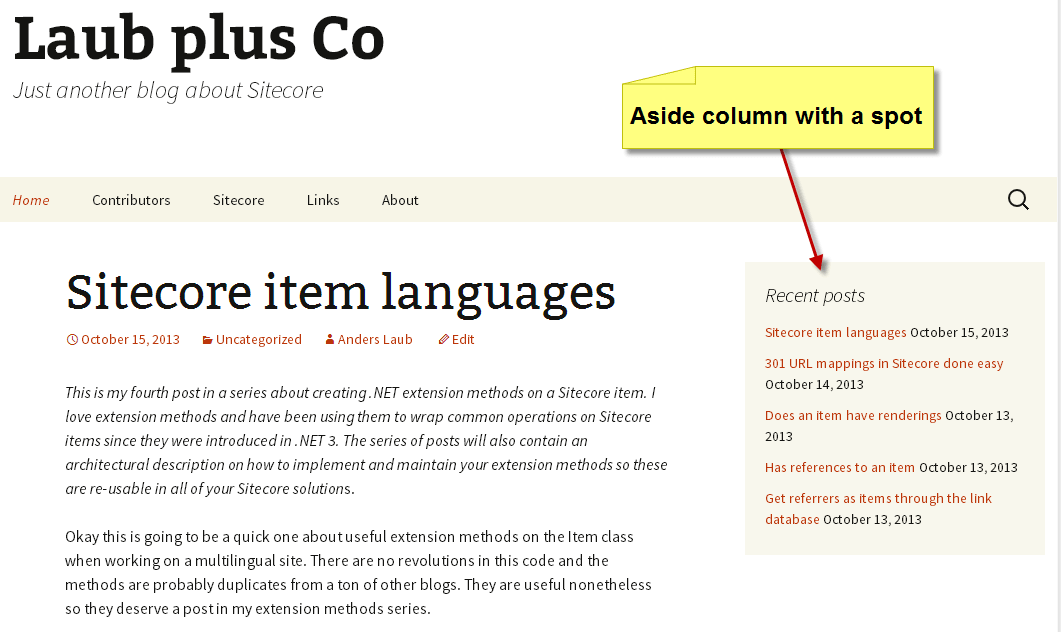 Laub plus Co
Just another blog about Sitecore
Aside column with a spot
Home Contributors Sitecore Links About
Sitecore item languages
October 15, 2013 Uncategorized Anders Laub Edit
This is my fourth post in a series about creating .NET extension methods on a Sitecore item. I
love extension methods and have been using them to wrap common operations on Sitecore
items since they were introduced in .NET 3. The series of posts will also contain an
architectural description on how to implement and maintain your extension methods so these
are re-usable in all of your Sitecore solutions.
Okay this is going to be a quick one about useful extension methods on the Item class
when working on a multilingual site. There are no revolutions in this code and the
methods are probably duplicates from a ton of other blogs. They are useful nonetheless
so they deserve a post in my extension methods series.
Recent posts
Sitecore item languages October 15, 2013
301 URL mappings in Sitecore done easy
October 14, 2013
Does an item have renderings October 13,
2013
Has references to an item October 13, 2013
Get referrers as items through the link
database October 13, 2013